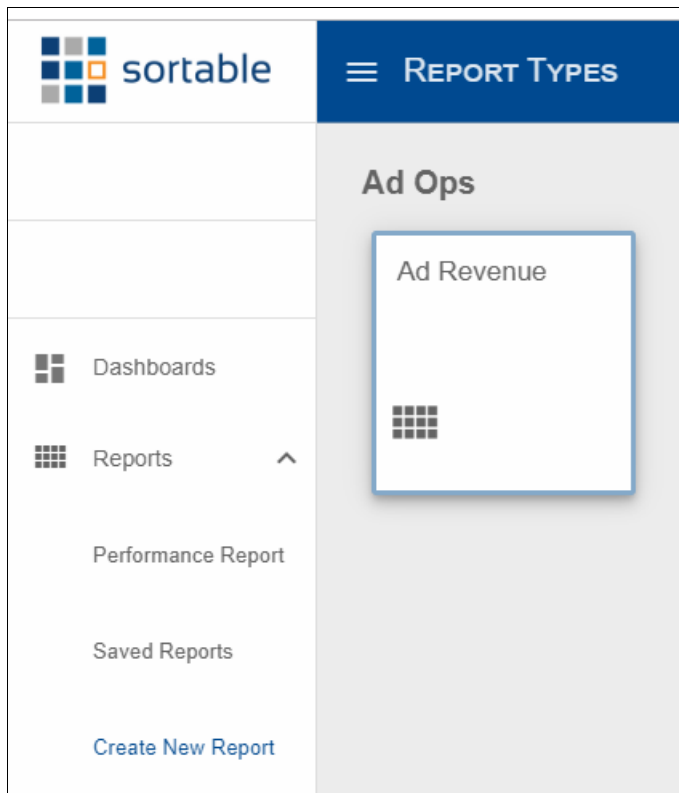 sortable
REPORT TYPES
Ad Ops
Ad Revenue
Dashboards
Reports
Performance Report
Saved Reports
Create New Report